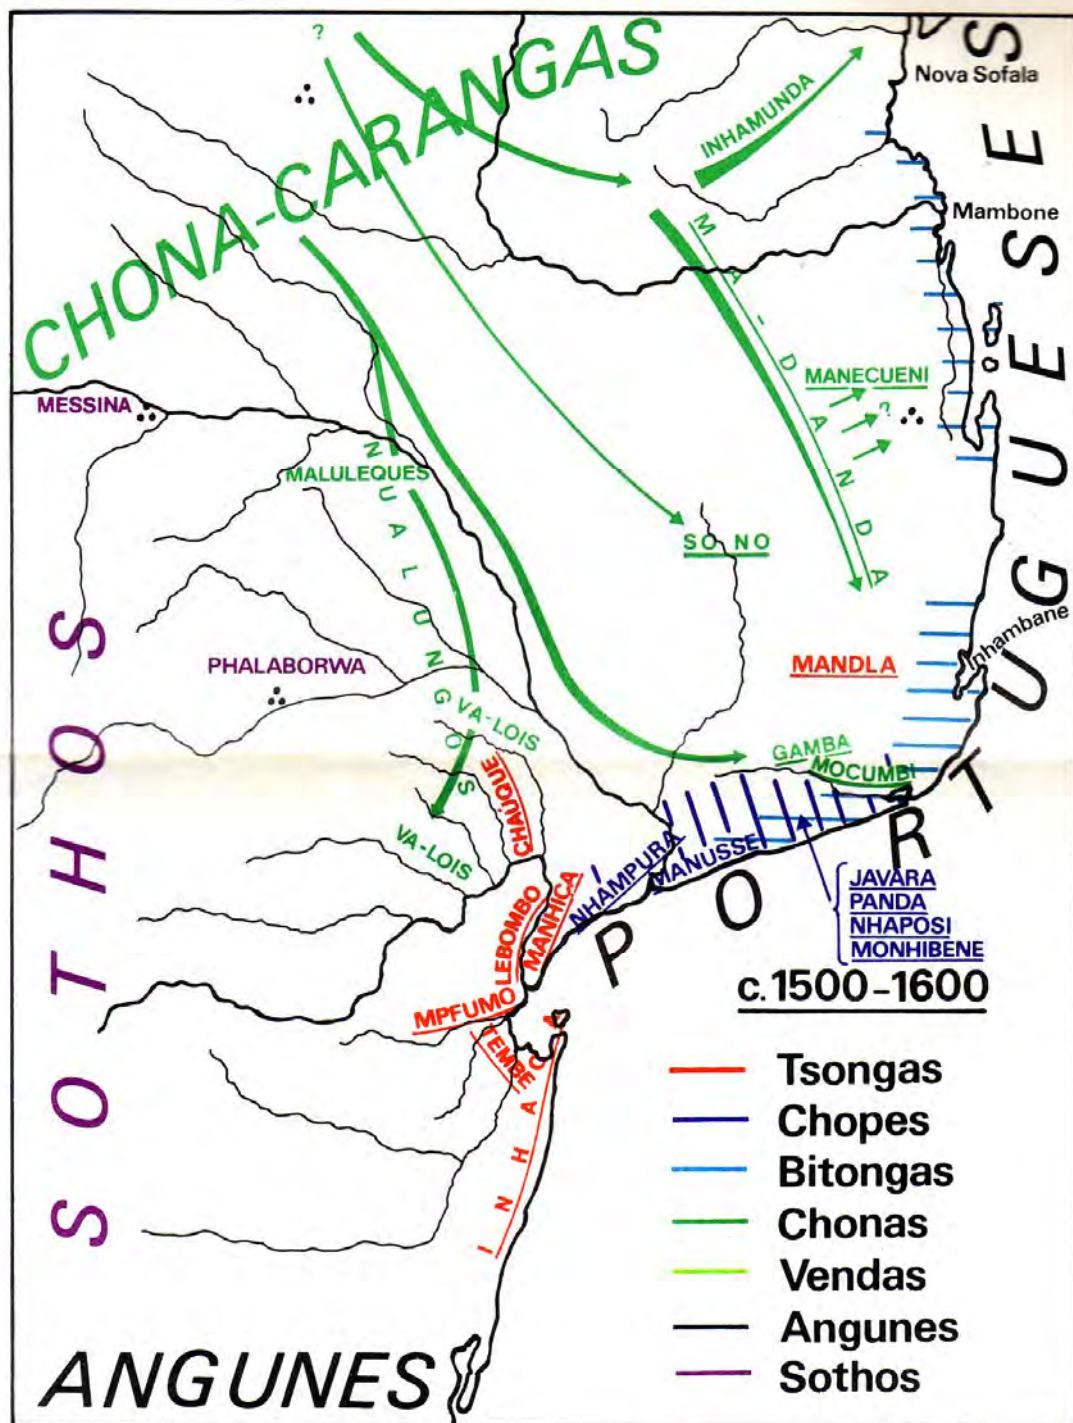 CHONA-CARANGAS
?
INHAMUNDA
Nova Sofala
Mambone
PORTUGUESES
MA-DANDA
MANECUENI
?
MESSINA
MALULEQUES
NUALUNGOS
SO NO
Inhambane
MANDLA
PHALABORWA
VA-LOIS
GAMBA
MOCUMBI
CHAUQUE
VA-LOIS
NHAMPURA
MANUSSE
JAVARA
PANDA
NHAPOSI
MONHIBENE
LEBOMBO
MANHICA
MPFUMO
TEMBE
INHACA
SOTHOS
ANGUNES
c. 1500-1600
Tsongas
Chopes
Bitongas
Chonas
Vendas
Angunes
Sothos